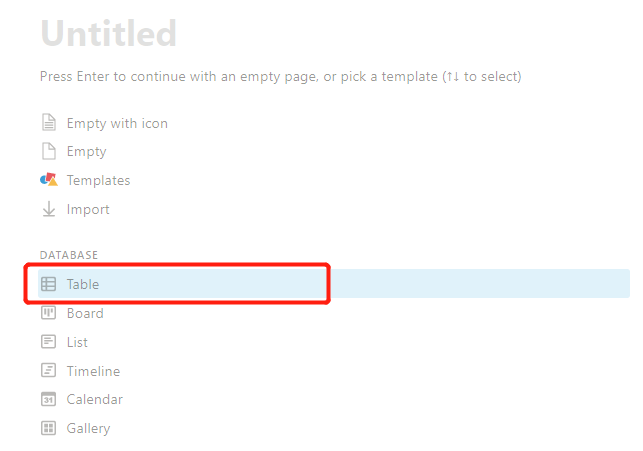 Untitled
Press Enter to continue with an empty page, or pick a template (↑↓ to select)
Empty with icon
Empty
Templates
Import
DATABASE
Table
Board
List
Timeline
31 Calendar
Gallery